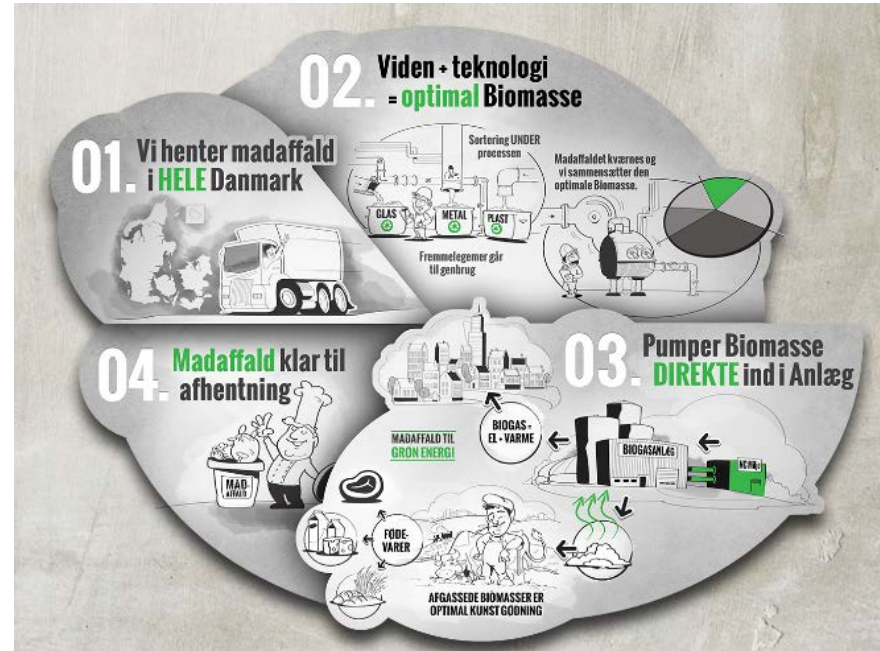 01.
Vi henter madaffald
i HELE Danmark
02.
Viden + teknologi
= optimal Biomasse
Sortering UNDER
processen
Madaffaldet kværnes og
vi sammensætter den
optimale Biomasse.
GLAS
METAL
PLAST
Fremmelegemer går
til genbrug
03.
Pumper Biomasse
DIREKTE ind i Anlæg
BIOGASANLÆG
BIOGAS =
EL + VARME
MADAFFALD TIL
GRØN ENERGI
AFGASSEDE BIOMASSER ER
OPTIMAL KUNST GØDNING
FØDE-
VARER
04.
Madaffald klar til
afhentning
MAD-
AFFALD